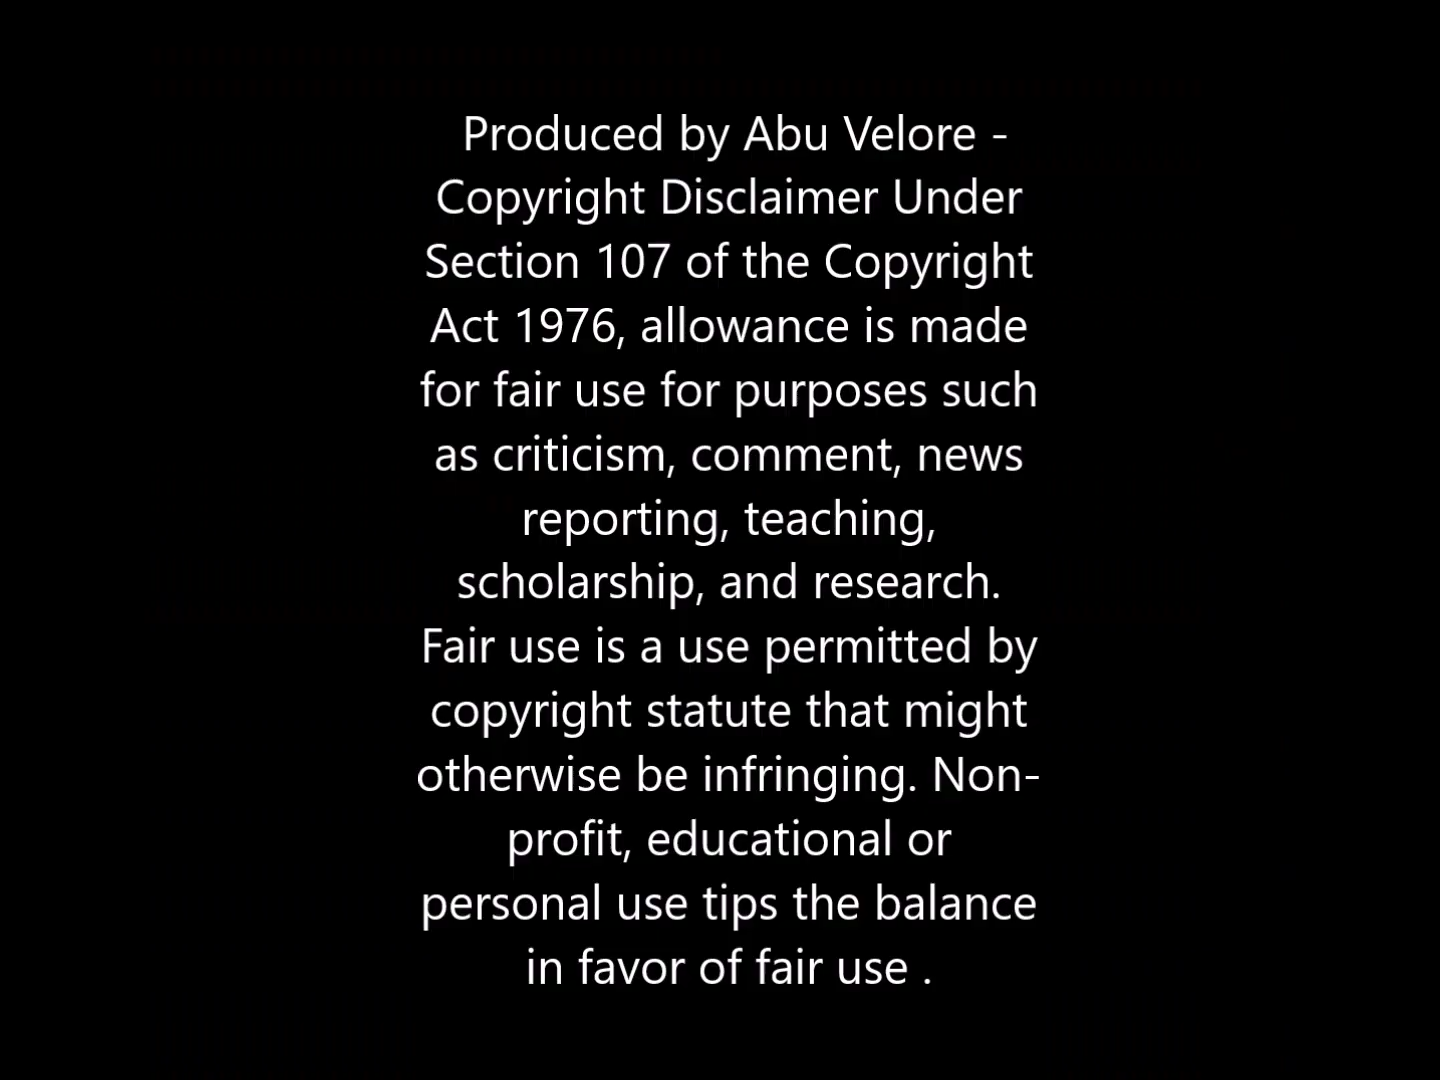 Produced by Abu Velore -
Copyright Disclaimer Under
Section 107 of the Copyright
Act 1976, allowance is made
for fair use for purposes such
as criticism, comment, news
reporting, teaching,
scholarship, and research.
Fair use is a use permitted by
copyright statute that might
otherwise be infringing. Non-
profit, educational or
personal use tips the balance
in favor of fair use .